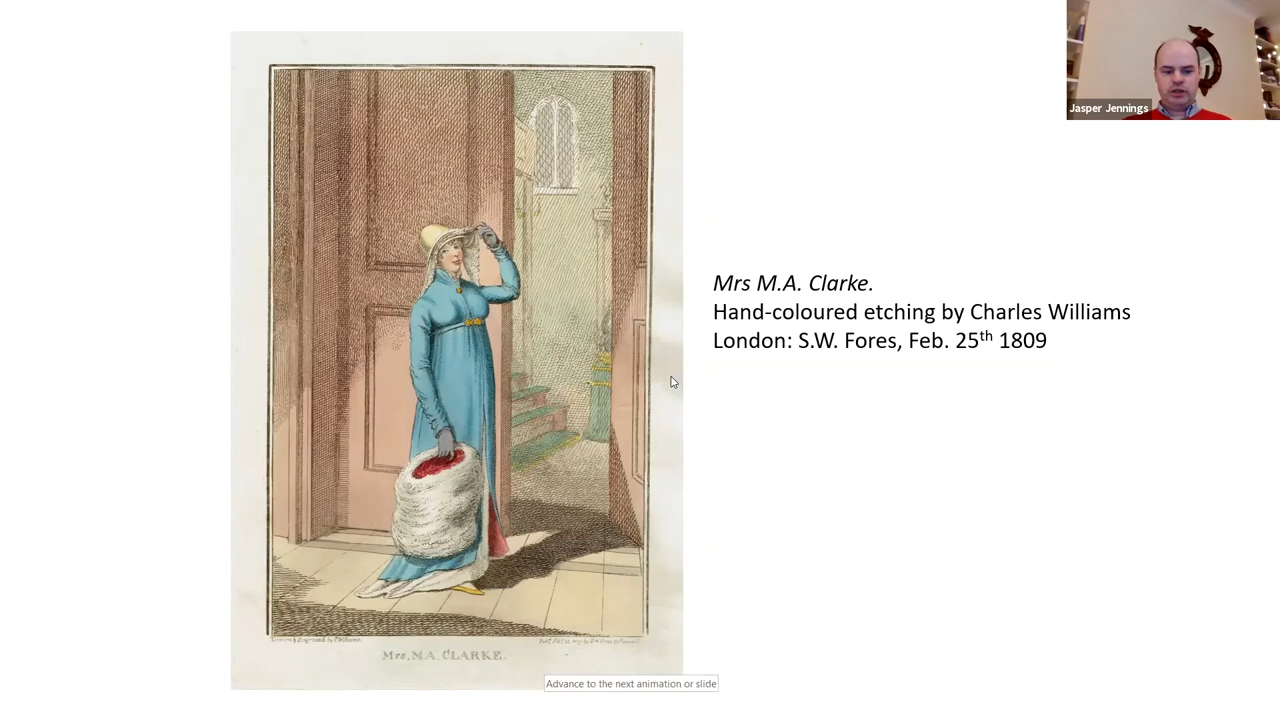 Jasper Jennings
Mrs M.A. Clarke.
Hand-coloured etching by Charles Williams
London: S.W. Fores, Feb. 25th 1809
Mrs, M.A. CLARKE.
Advance to the next animation or slide